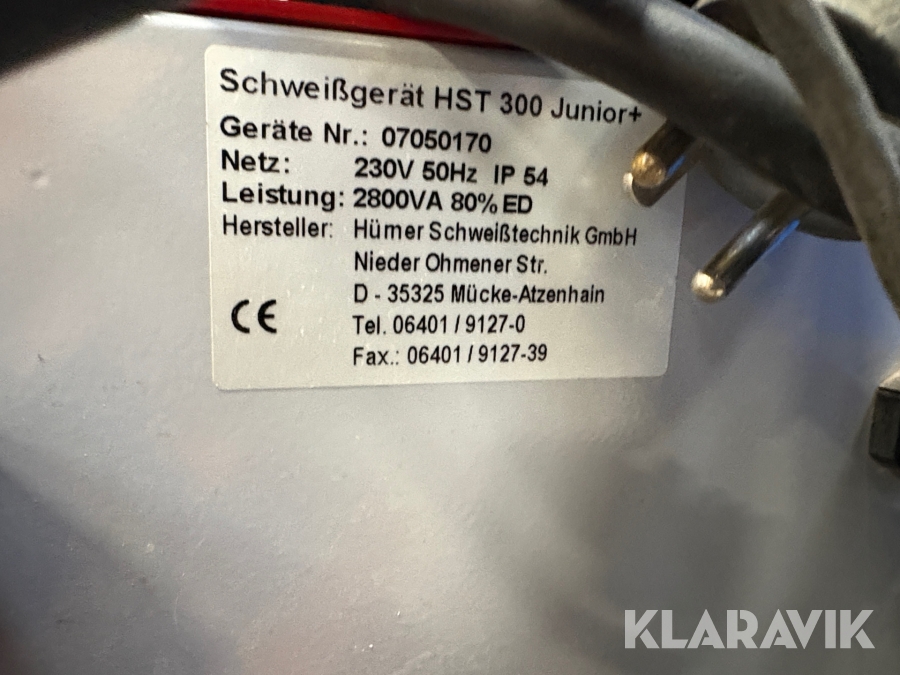 Schweißgerät HST 300 Junior+
Geräte Nr.: 07050170
Netz: 230V 50Hz IP 54
Leistung: 2800VA 80% ED
Hersteller: Hürner Schweißtechnik GmbH
Nieder Ohmener Str.
D - 35325 Mücke-Atzenhain
CE
Tel. 06401 / 9127-0
Fax.: 06401 / 9127-39
KLARAVIK